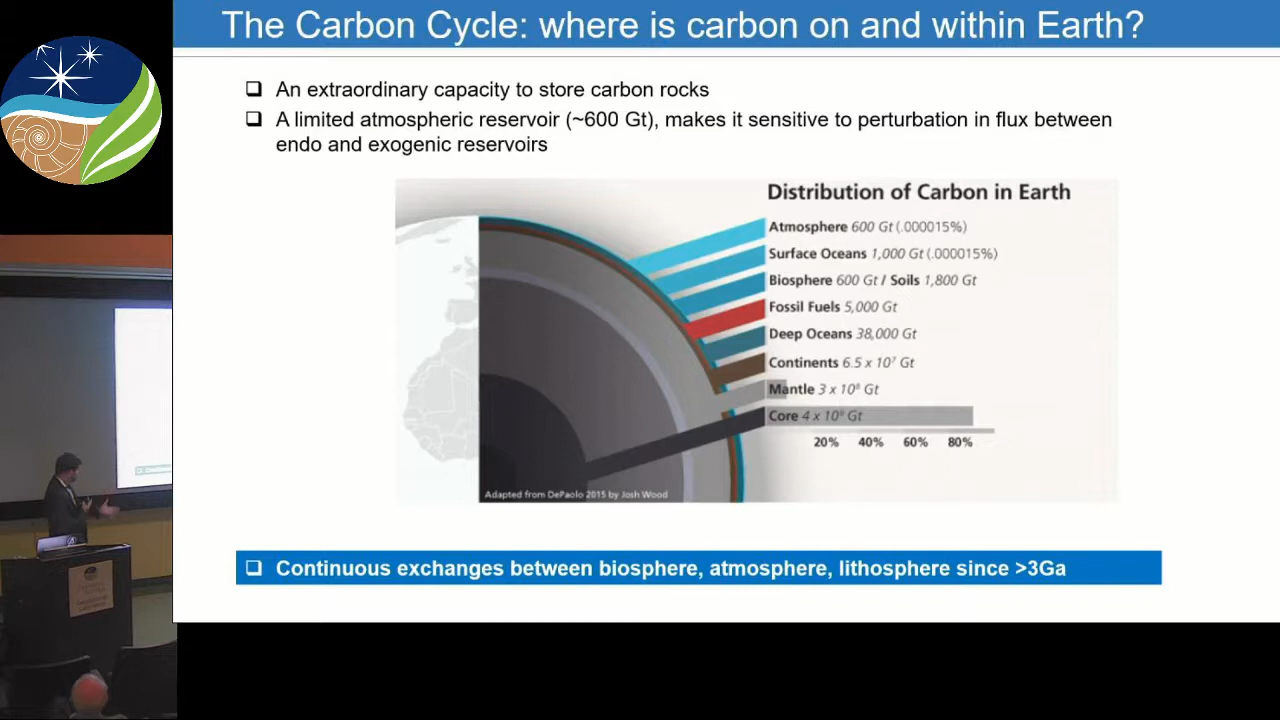 The Carbon Cycle: where is carbon on and within Earth?
An extraordinary capacity to store carbon rocks
A limited atmospheric reservoir (~600 Gt), makes it sensitive to perturbation in flux between
endo and exogenic reservoirs
Distribution of Carbon in Earth
Atmosphere 600 Gt (.000015%)
Surface Oceans 1,000 Gt (.000015%)
Biosphere 600 Gt / Soils 1,800 Gt
Fossil Fuels 5,000 Gt
Deep Oceans 38,000 Gt
Continents 6.5 x 10⁷ Gt
Mantle 3 x 10⁸ Gt
Core 4 x 10⁹ Gt
20% 40% 60% 80%
Adapted from DePaolo 2015 by Josh Wood
Continuous exchanges between biosphere, atmosphere, lithosphere since >3Ga